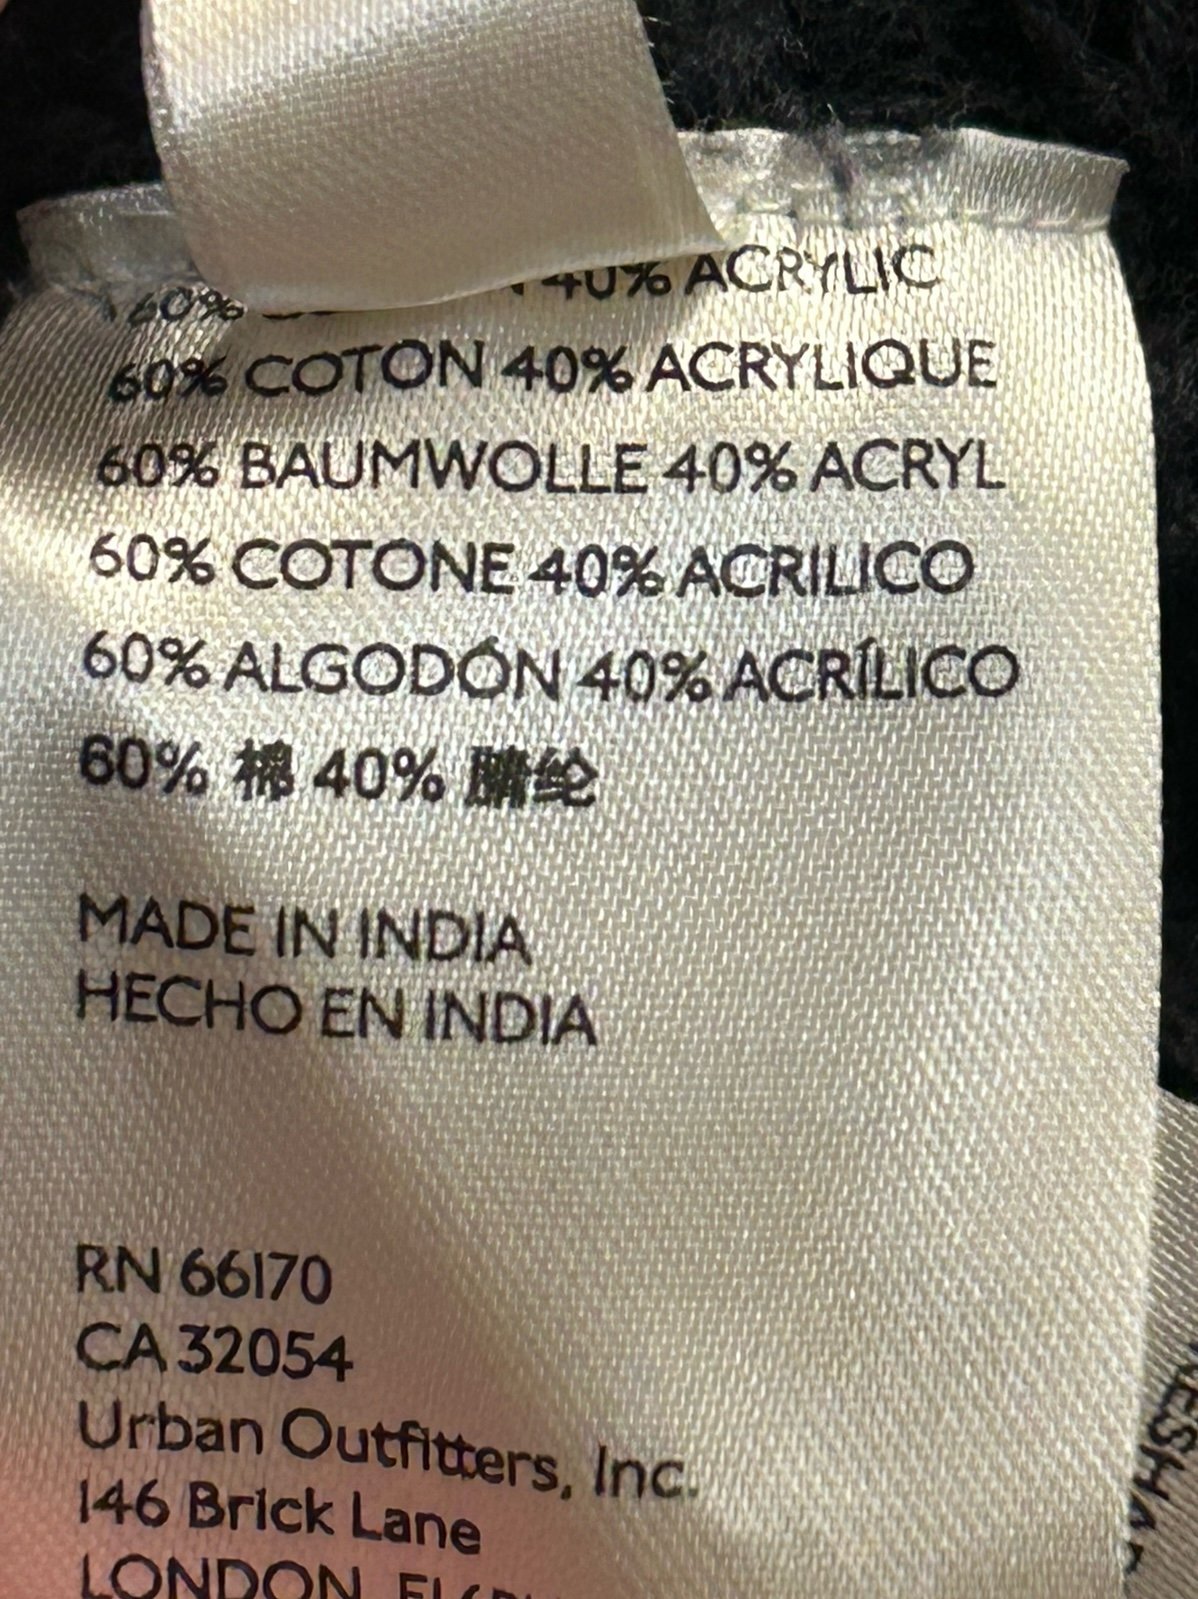 60% 40% ACRYLIC
60% COTON 40% ACRYLIQUE
60% BAUMWOLLE 40% ACRYL
60% COTONE 40% ACRILICO
60% ALGODÓN 40% ACRÍLICO
60% 棉 40% 腈纶
MADE IN INDIA
HECHO EN INDIA
RN 66170
CA 32054
Urban Outfitters, Inc.
146 Brick Lane
LONDON